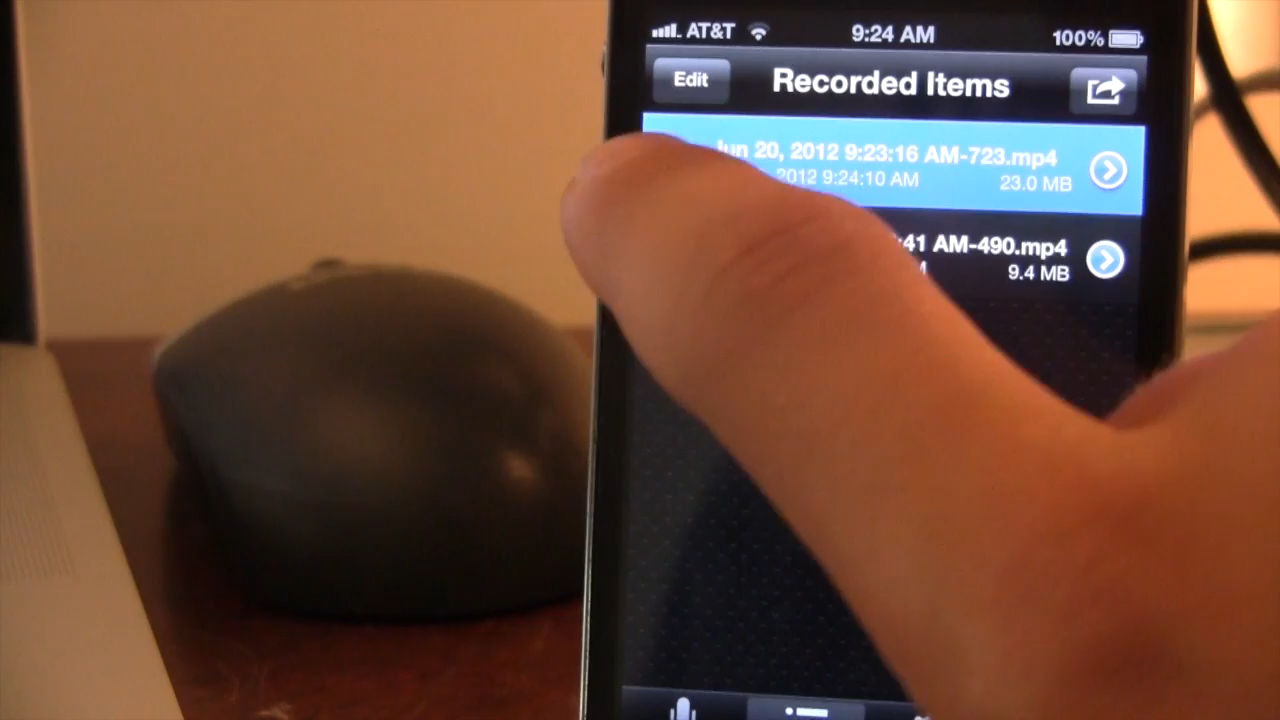 AT&T 9:24 AM 100%
Edit Recorded Items
Jun 20, 2012 9:23:16 AM-723.mp4
2012 9:24:10 AM 23.0 MB
:41 AM-490.mp4
9.4 MB